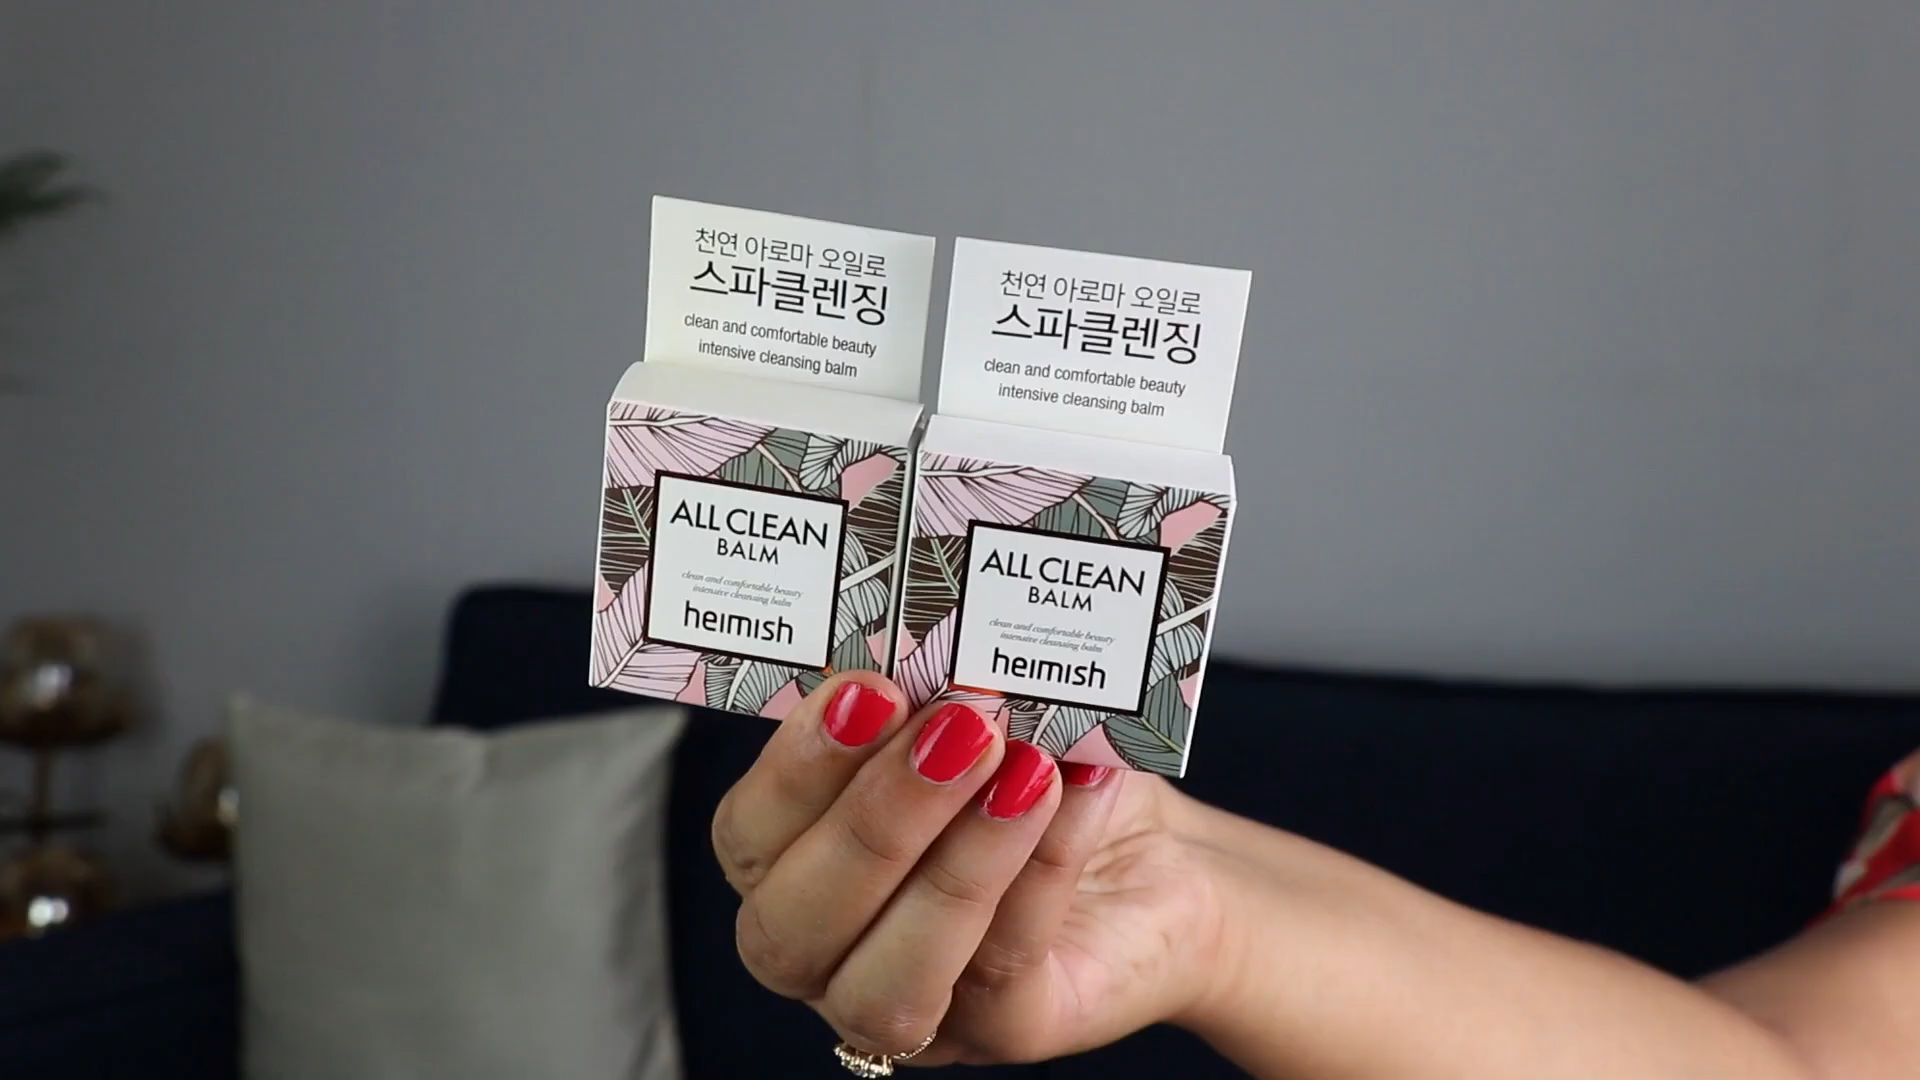 천연 아로마 오일로
스파클렌징
clean and comfortable beauty
intensive cleansing balm
ALL CLEAN
BALM
clean and comfortable beauty
intensive cleansing balm
heimish
천연 아로마 오일로
스파클렌징
clean and comfortable beauty
intensive cleansing balm
ALL CLEAN
BALM
clean and comfortable beauty
intensive cleansing balm
heimish